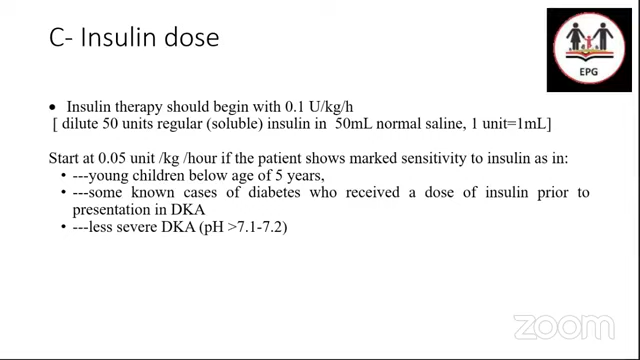 C- Insulin dose
EPG
• Insulin therapy should begin with 0.1 U/kg/h
[ dilute 50 units regular (soluble) insulin in 50mL normal saline, 1 unit=1mL]
Start at 0.05 unit /kg /hour if the patient shows marked sensitivity to insulin as in:
• ---young children below age of 5 years,
• ---some known cases of diabetes who received a dose of insulin prior to
presentation in DKA
• ---less severe DKA (pH >7.1-7.2)
zoom